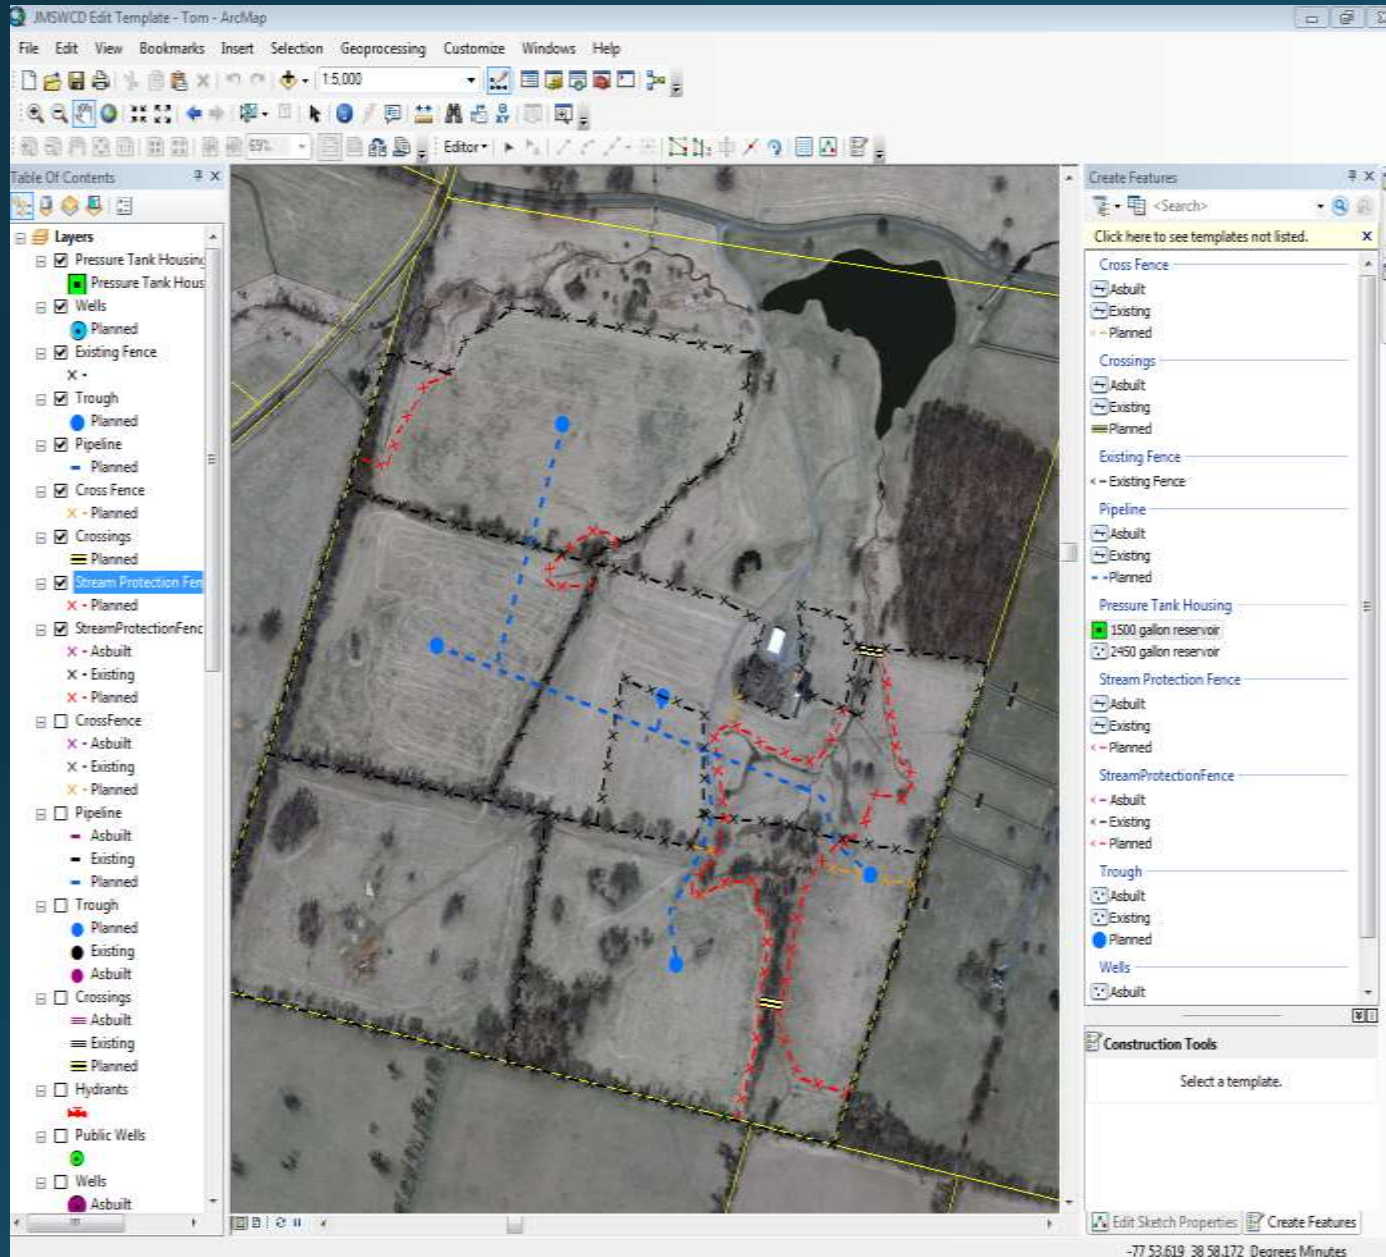 JMSWCD Edit Template - Tom - ArcMap
File Edit View Bookmarks Insert Selection Geoprocessing Customize Windows Help
1:5,000
69% Editor
Table Of Contents
Layers
Pressure Tank Housing
Pressure Tank Hous
Wells
Planned
Existing Fence
Trough
Planned
Pipeline
Planned
Cross Fence
Planned
Crossings
Planned
Stream Protection Fen
Planned
StreamProtectionFenc
Asbuilt
Existing
Planned
CrossFence
Asbuilt
Existing
Planned
Pipeline
Asbuilt
Existing
Planned
Trough
Planned
Existing
Asbuilt
Crossings
Asbuilt
Existing
Planned
Hydrants
Public Wells
Wells
Asbuilt
Create Features
<Search>
Click here to see templates not listed.
Cross Fence
Asbuilt
Existing
Planned
Crossings
Asbuilt
Existing
Planned
Existing Fence
Existing Fence
Pipeline
Asbuilt
Existing
Planned
Pressure Tank Housing
1500 gallon reservoir
2450 gallon reservoir
Stream Protection Fence
Asbuilt
Existing
Planned
StreamProtectionFence
Asbuilt
Existing
Planned
Trough
Asbuilt
Existing
Planned
Wells
Asbuilt
Construction Tools
Select a template.
Edit Sketch Properties Create Features
-77 53.619 38 58.172 Degrees Minutes